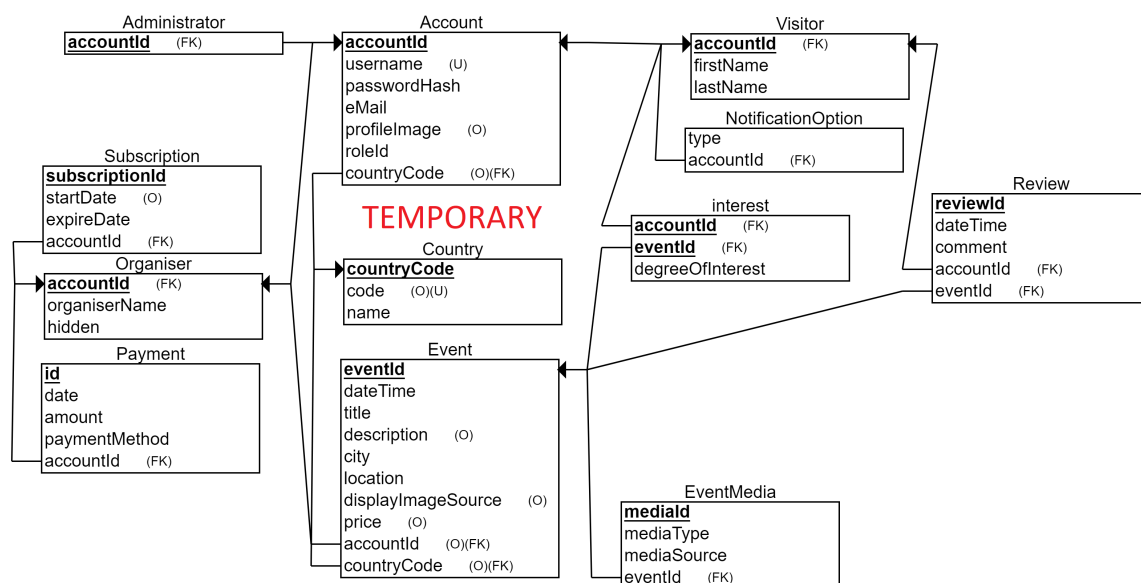 Administrator
accountId (FK)
Account
accountId
username (U)
passwordHash
eMail
profileImage (O)
roleId
countryCode (O)(FK)
Visitor
accountId (FK)
firstName
lastName
NotificationOption
type
accountId (FK)
Subscription
subscriptionId
startDate (O)
expireDate
accountId (FK)
TEMPORARY
interest
accountId (FK)
eventId (FK)
degreeOfInterest
Review
reviewId
dateTime
comment
accountId (FK)
eventId (FK)
Organiser
accountId (FK)
organiserName
hidden
Country
countryCode
code (O)(U)
name
Payment
id
date
amount
paymentMethod
accountId (FK)
Event
eventId
dateTime
title
description (O)
city
location
displayImageSource (O)
price (O)
accountId (O)(FK)
countryCode (O)(FK)
EventMedia
mediaId
mediaType
mediaSource
eventId (FK)